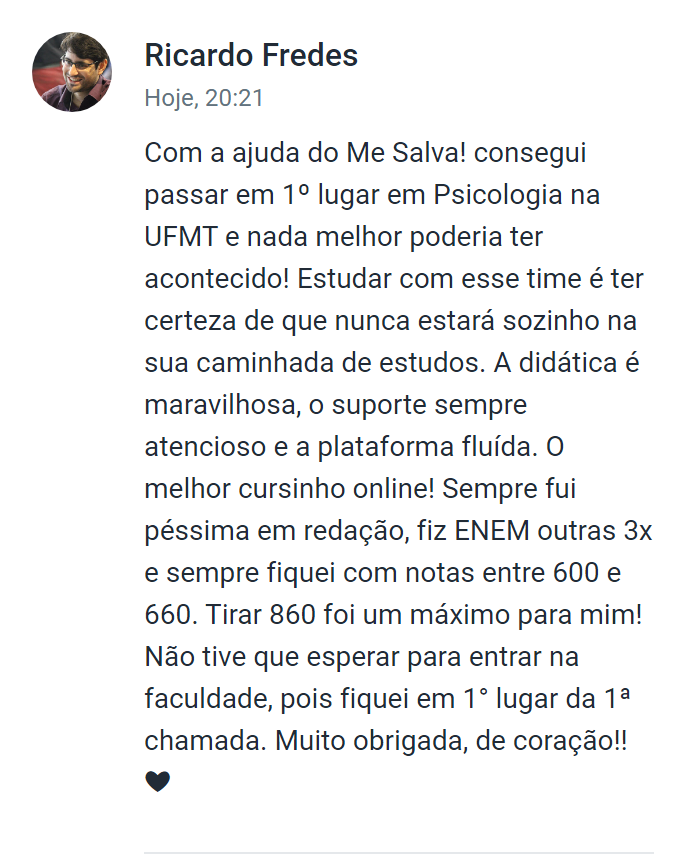 Ricardo Fredes
Hoje, 20:21
Com a ajuda do Me Salva! consegui
passar em 1º lugar em Psicologia na
UFMT e nada melhor poderia ter
acontecido! Estudar com esse time é ter
certeza de que nunca estará sozinho na
sua caminhada de estudos. A didática é
maravilhosa, o suporte sempre
atencioso e a plataforma fluída. O
melhor cursinho online! Sempre fui
péssima em redação, fiz ENEM outras 3x
e sempre fiquei com notas entre 600 e
660. Tirar 860 foi um máximo para mim!
Não tive que esperar para entrar na
faculdade, pois fiquei em 1° lugar da 1ª
chamada. Muito obrigada, de coração!!
🖤